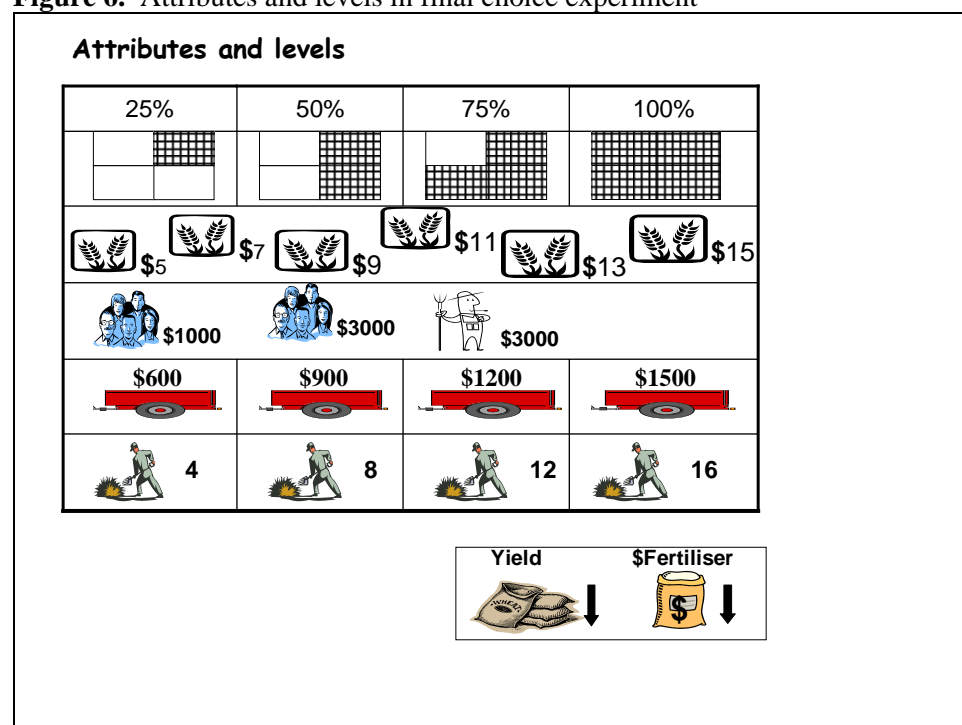 Figure 6. Attributes and levels in final choice experiment
Attributes and levels
25% 50% 75% 100%
$5 $7 $9 $11 $13 $15
$1000 $3000 $3000
$600 $900 $1200 $1500
4 8 12 16
Yield $Fertiliser
WHEAT $